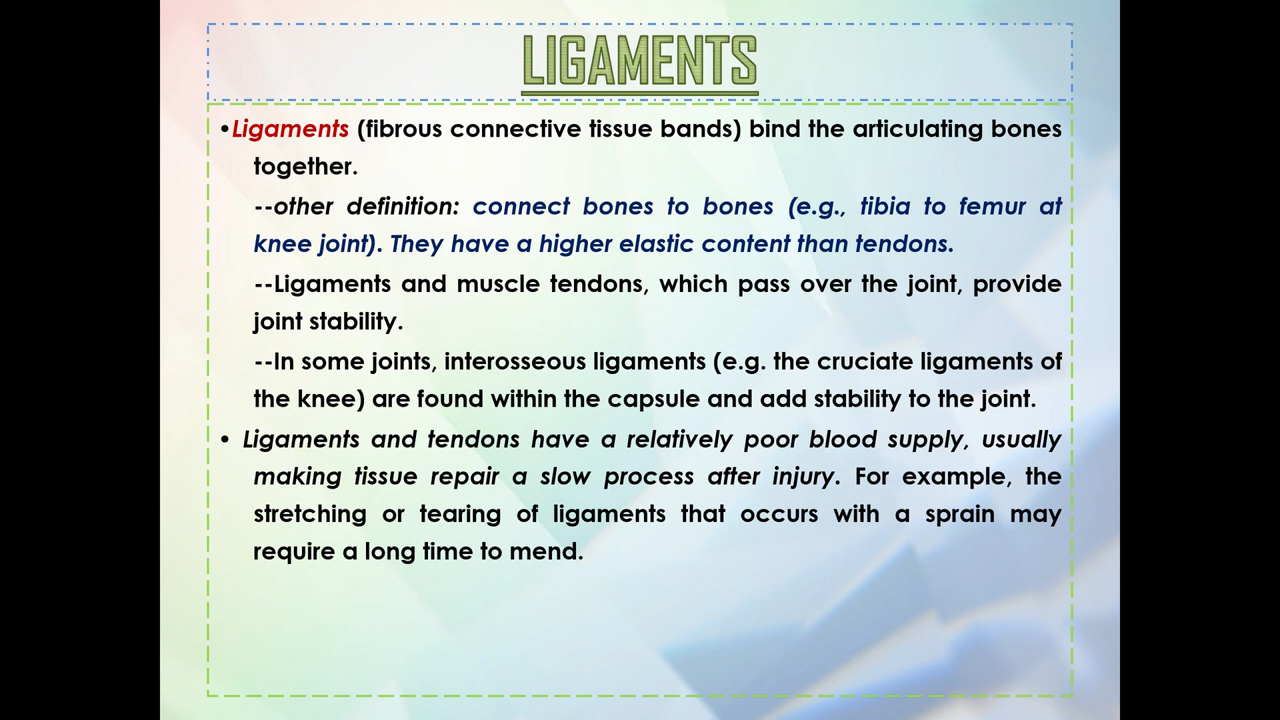 LIGAMENTS
•Ligaments (fibrous connective tissue bands) bind the articulating bones
together.
--other definition: connect bones to bones (e.g., tibia to femur at
knee joint). They have a higher elastic content than tendons.
--Ligaments and muscle tendons, which pass over the joint, provide
joint stability.
--In some joints, interosseous ligaments (e.g. the cruciate ligaments of
the knee) are found within the capsule and add stability to the joint.
• Ligaments and tendons have a relatively poor blood supply, usually
making tissue repair a slow process after injury. For example, the
stretching or tearing of ligaments that occurs with a sprain may
require a long time to mend.